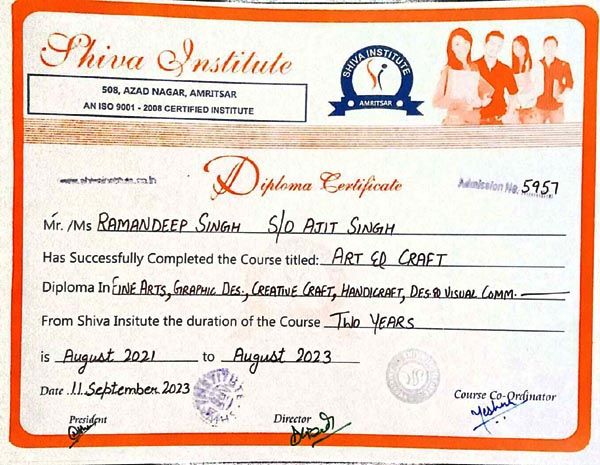 Shiva Institute
508, AZAD NAGAR, AMRITSAR
AN ISO 9001 - 2008 CERTIFIED INSTITUTE
SHIVA INSTITUTE
AMRITSAR
Diploma Certificate
Admission No. 5957
Mr. /Ms RAMANDEEP SINGH S/O AJIT SINGH
Has Successfully Completed the Course titled: ART & CRAFT
Diploma In FINE ARTS, GRAPHIC DES., CREATIVE CRAFT, HANDICRAFT, DES. & VISUAL COMM.
From Shiva Insitute the duration of the Course TWO YEARS
is AUGUST 2021 to AUGUST 2023
Date 11 September 2023
INSTITUTE
President
Director
Course Co-Ordinator